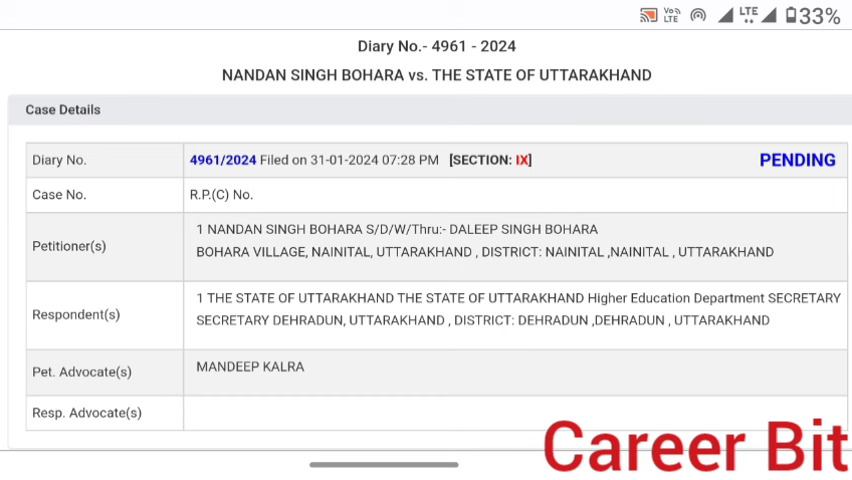 Vo))
LTE
LTE
33%
Diary No.- 4961 - 2024
NANDAN SINGH BOHARA vs. THE STATE OF UTTARAKHAND
Case Details
Diary No. 4961/2024 Filed on 31-01-2024 07:28 PM [SECTION: IX] PENDING
Case No. R.P.(C) No.
Petitioner(s) 1 NANDAN SINGH BOHARA S/D/W/Thru:- DALEEP SINGH BOHARA
BOHARA VILLAGE, NAINITAL, UTTARAKHAND , DISTRICT: NAINITAL ,NAINITAL , UTTARAKHAND
Respondent(s) 1 THE STATE OF UTTARAKHAND THE STATE OF UTTARAKHAND Higher Education Department SECRETARY
SECRETARY DEHRADUN, UTTARAKHAND , DISTRICT: DEHRADUN ,DEHRADUN , UTTARAKHAND
Pet. Advocate(s) MANDEEP KALRA
Resp. Advocate(s)
Career Bit